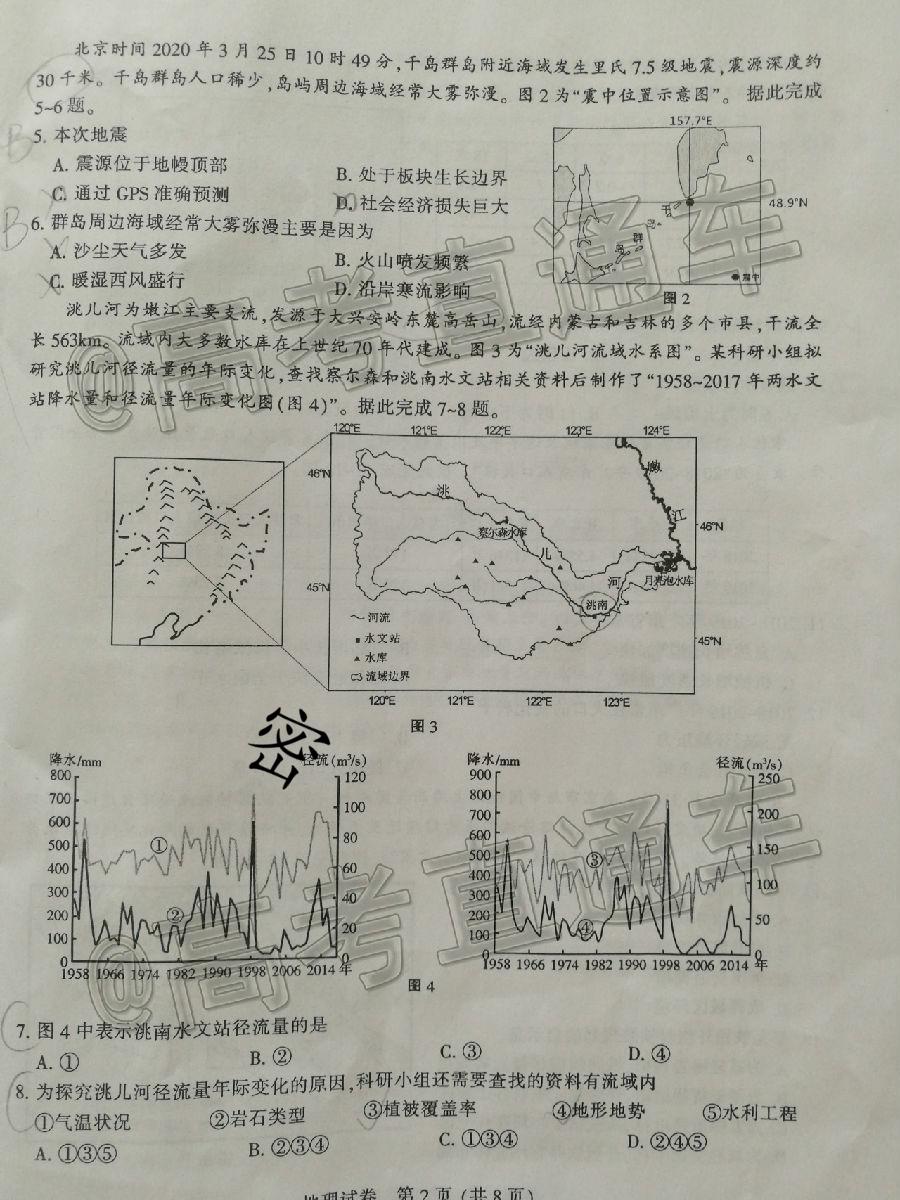 北京时间 2020 年 3 月 25 日 10 时 49 分,千岛群岛附近海域发生里氏 7.5 级地震,震源深度约
30 千米。千岛群岛人口稀少,岛屿周边海域经常大雾弥漫。图 2 为“震中位置示意图”。 据此完成
5~6 题。
B
5. 本次地震
A. 震源位于地幔顶部
B. 处于板块生长边界
C. 通过 GPS 准确预测
D. 社会经济损失巨大
B
6. 群岛周边海域经常大雾弥漫主要是因为
A. 沙尘天气多发
B. 火山喷发频繁
C. 暖湿西风盛行
D. 沿岸寒流影响
157.7°E
48.9°N
千
岛
群
岛
震中
图 2
洮儿河为嫩江主要支流,发源于大兴安岭东麓高岳山,流经内蒙古和吉林的多个市县,干流全
长 563km。流域内大多数水库在上世纪 70 年代建成。图 3 为“洮儿河流域水系图”。某科研小组拟
研究洮儿河径流量的年际变化,查找察尔森和洮南水文站相关资料后制作了“1958~2017 年两水文
站降水量和径流量年际变化图(图 4)”。据此完成 7~8 题。
120°E 121°E 122°E 123°E 124°E
46°N
45°N
46°N
45°N
嫩
江
洮
儿
河
察尔森水库
月亮泡水库
洮南
河流
水文站
水库
流域边界
120°E 121°E 122°E 123°E
图 3
密
降水/mm
径流(m³/s)
800
700
600
500
400
300
200
100
0
120
100
80
60
40
20
0
①
②
1958 1966 1974 1982 1990 1998 2006 2014 年
降水/mm
径流(m³/s)
900
800
700
600
500
400
300
200
100
0
250
200
150
100
50
0
③
④
1958 1966 1974 1982 1990 1998 2006 2014 年
图 4
C
7. 图 4 中表示洮南水文站径流量的是
A. ①
B. ②
C. ③
D. ④
C
8. 为探究洮儿河径流量年际变化的原因,科研小组还需要查找的资料有流域内
①气温状况 ②岩石类型 ③植被覆盖率 ④地形地势 ⑤水利工程
A. ①③⑤
B. ②③④
C. ①③④
D. ②④⑤
地理试卷 第 2 页 (共 8 页)
@高考直通车
@高考直通车